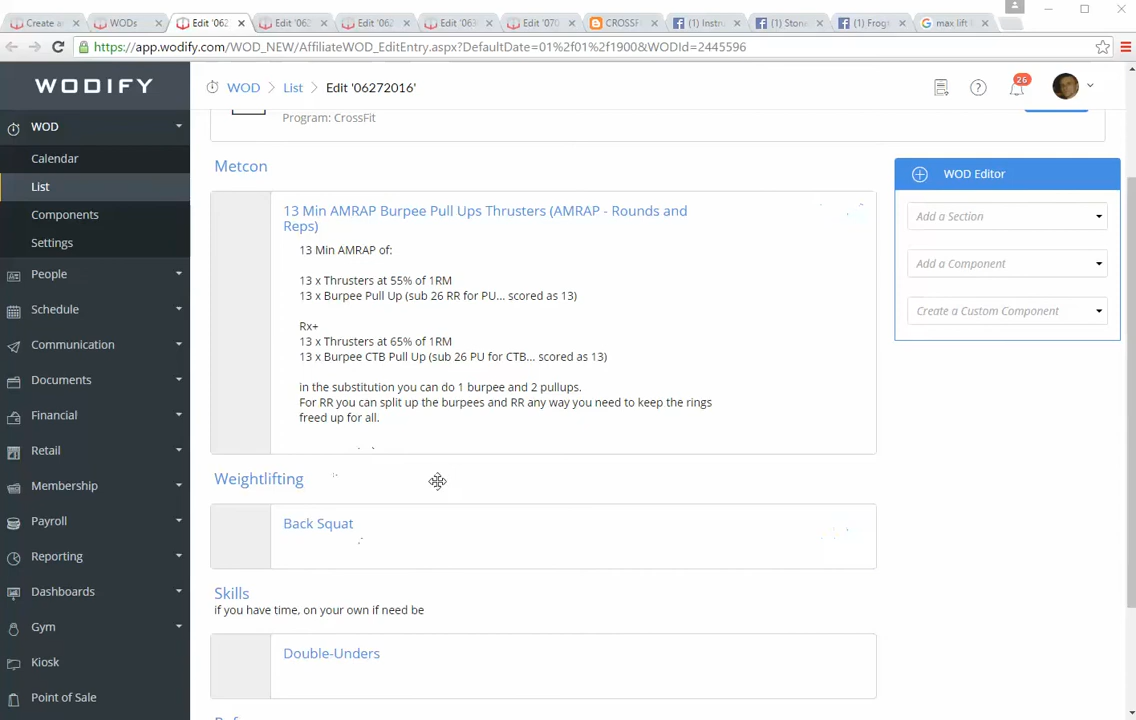 Create a
WODs
Edit '062
Edit '062
Edit '062
Edit '063
Edit '070
CROSSF
(1) Instru
(1) Ston
(1) Frog
max lift
https://app.wodify.com/WOD_NEW/AffiliateWOD_EditEntry.aspx?DefaultDate=01%2f01%2f1900&WODId=2445596
WODIFY
WOD
List
Edit '06272016'
26
Program: CrossFit
WOD
Calendar
List
Components
Settings
People
Schedule
Communication
Documents
Financial
Retail
Membership
Payroll
Reporting
Dashboards
Gym
Kiosk
Point of Sale
Metcon
13 Min AMRAP Burpee Pull Ups Thrusters (AMRAP - Rounds and
Reps)
13 Min AMRAP of:
13 x Thrusters at 55% of 1RM
13 x Burpee Pull Up (sub 26 RR for PU... scored as 13)
Rx+
13 x Thrusters at 65% of 1RM
13 x Burpee CTB Pull Up (sub 26 PU for CTB... scored as 13)
in the substitution you can do 1 burpee and 2 pullups.
For RR you can split up the burpees and RR any way you need to keep the rings
freed up for all.
Weightlifting
Back Squat
Skills
if you have time, on your own if need be
Double-Unders
WOD Editor
Add a Section
Add a Component
Create a Custom Component